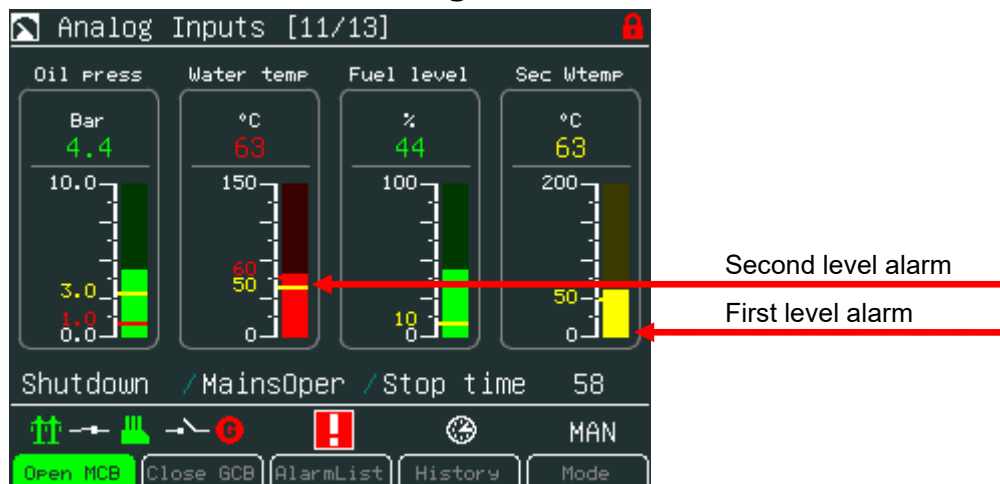 Analog Inputs [11/13]
Oil press Water temp Fuel level Sec Wtemp
Bar °C % °C
4.4 63 44 63
10.0 150 100 200
Second level alarm
60
3.0 50 50
First level alarm
1.0 10
0.0 0 0 0
Shutdown /MainsOper /Stop time 58
G ! MAN
Open MCB Close GCB AlarmList History Mode